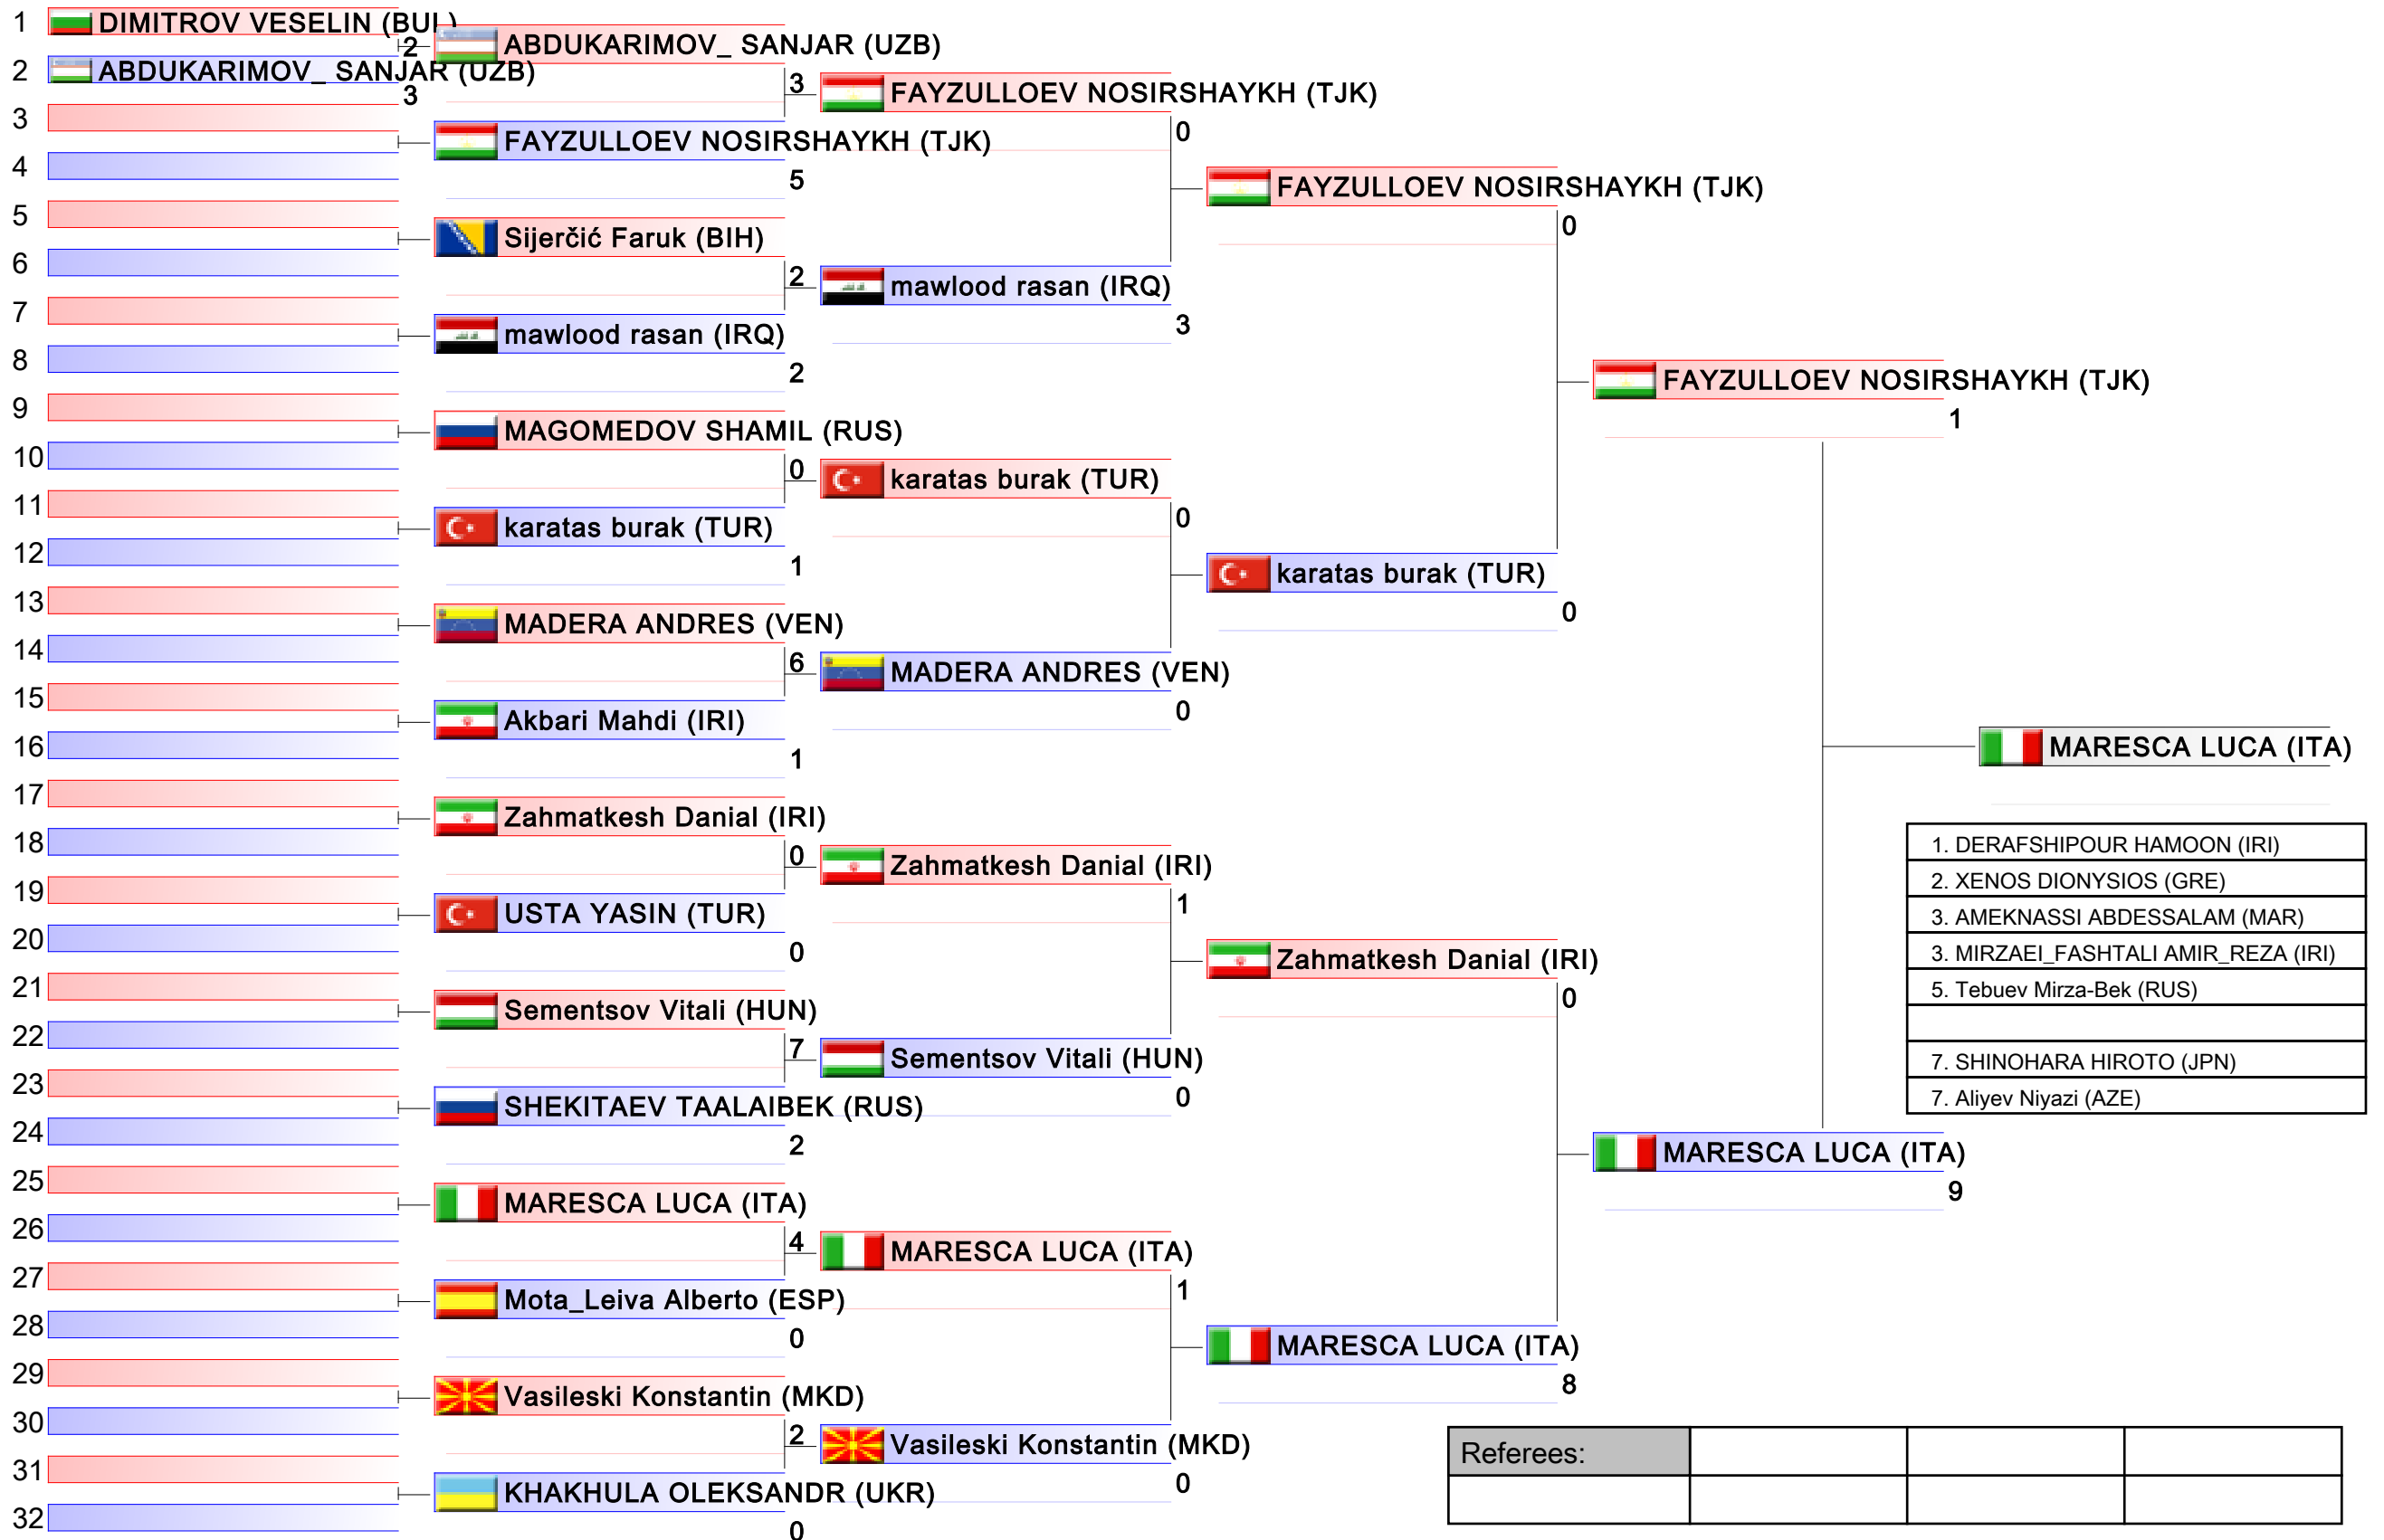 1 DIMITROV VESELIN (BUL)
2
2 ABDUKARIMOV_ SANJAR (UZB)
3
3
4
5
6
7
8
9
10
11
12
13
14
15
16
17
18
19
20
21
22
23
24
25
26
27
28
29
30
31
32
ABDUKARIMOV_ SANJAR (UZB)
3
FAYZULLOEV NOSIRSHAYKH (TJK)
5
Sijerčić Faruk (BIH)
2
mawlood rasan (IRQ)
2
MAGOMEDOV SHAMIL (RUS)
0
karatas burak (TUR)
1
MADERA ANDRES (VEN)
6
Akbari Mahdi (IRI)
1
Zahmatkesh Danial (IRI)
0
USTA YASIN (TUR)
0
Sementsov Vitali (HUN)
7
SHEKITAEV TAALAIBEK (RUS)
2
MARESCA LUCA (ITA)
4
Mota_Leiva Alberto (ESP)
0
Vasileski Konstantin (MKD)
2
KHAKHULA OLEKSANDR (UKR)
0
FAYZULLOEV NOSIRSHAYKH (TJK)
0
mawlood rasan (IRQ)
3
karatas burak (TUR)
0
MADERA ANDRES (VEN)
0
Zahmatkesh Danial (IRI)
1
Sementsov Vitali (HUN)
0
MARESCA LUCA (ITA)
1
Vasileski Konstantin (MKD)
0
FAYZULLOEV NOSIRSHAYKH (TJK)
0
karatas burak (TUR)
0
Zahmatkesh Danial (IRI)
0
MARESCA LUCA (ITA)
8
FAYZULLOEV NOSIRSHAYKH (TJK)
1
MARESCA LUCA (ITA)
9
MARESCA LUCA (ITA)
1. DERAFSHIPOUR HAMOON (IRI)
2. XENOS DIONYSIOS (GRE)
3. AMEKNASSI ABDESSALAM (MAR)
3. MIRZAEI_FASHTALI AMIR_REZA (IRI)
5. Tebuev Mirza-Bek (RUS)
7. SHINOHARA HIROTO (JPN)
7. Aliyev Niyazi (AZE)
Referees: